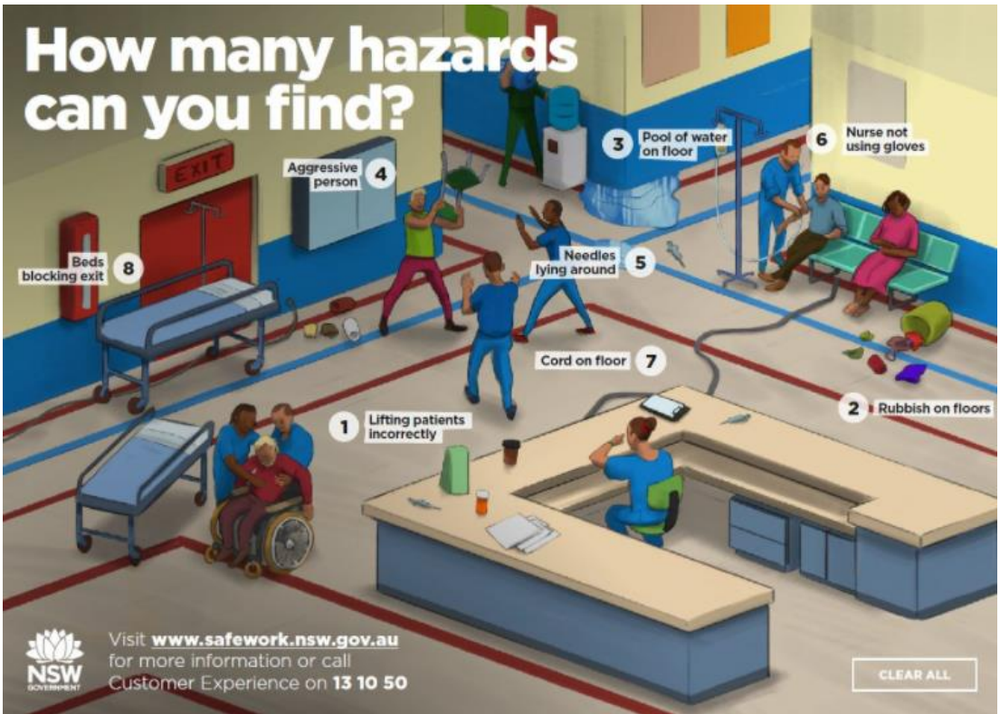 How many hazards
can you find?
EXIT
Aggressive
person 4
3 Pool of water
on floor
6 Nurse not
using gloves
Beds
blocking exit 8
Needles
lying around 5
Cord on floor 7
1 Lifting patients
incorrectly
2 Rubbish on floors
NSW
GOVERNMENT
Visit www.safework.nsw.gov.au
for more information or call
Customer Experience on 13 10 50
CLEAR ALL